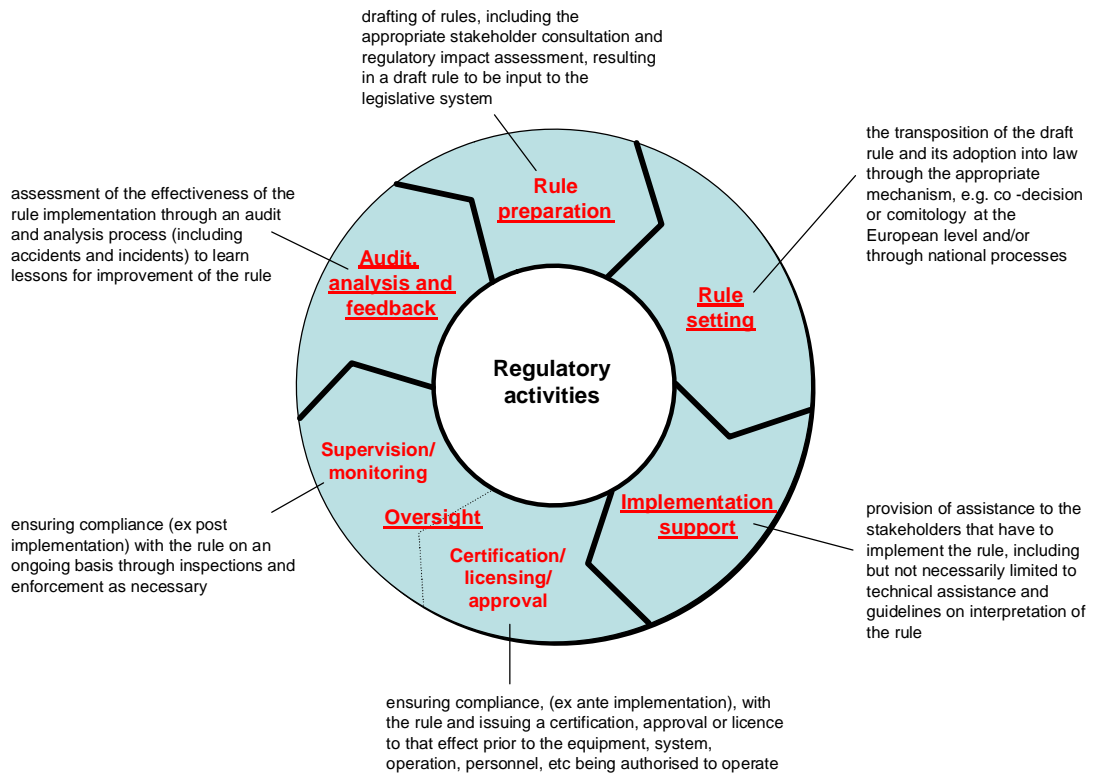 drafting of rules, including the
appropriate stakeholder consultation and
regulatory impact assessment, resulting
in a draft rule to be input to the
legislative system
the transposition of the draft
rule and its adoption into law
through the appropriate
mechanism, e.g. co -decision
or comitology at the
European level and/or
through national processes
assessment of the effectiveness of the
rule implementation through an audit
and analysis process (including
accidents and incidents) to learn
lessons for improvement of the rule
Rule
preparation
Rule
setting
Audit,
analysis and
feedback
Regulatory
activities
Supervision/
monitoring
Oversight
Certification/
licensing/
approval
Implementation
support
ensuring compliance (ex post
implementation) with the rule on an
ongoing basis through inspections and
enforcement as necessary
provision of assistance to the
stakeholders that have to
implement the rule, including
but not necessarily limited to
technical assistance and
guidelines on interpretation of
the rule
ensuring compliance, (ex ante implementation), with
the rule and issuing a certification, approval or licence
to that effect prior to the equipment, system,
operation, personnel, etc being authorised to operate